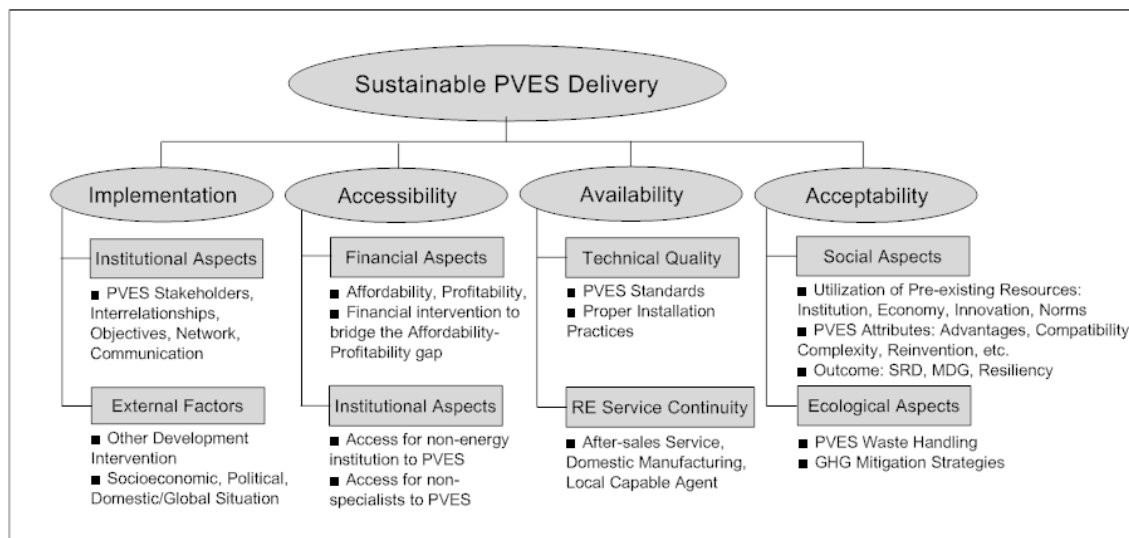 Sustainable PVES Delivery
Implementation
Accessibility
Availability
Acceptability
Institutional Aspects
■ PVES Stakeholders,
Interrelationships,
Objectives, Network,
Communication
External Factors
■ Other Development
Intervention
■ Socioeconomic, Political,
Domestic/Global Situation
Financial Aspects
■ Affordability, Profitability,
■ Financial intervention to
bridge the Affordability-
Profitability gap
Institutional Aspects
■ Access for non-energy
institution to PVES
■ Access for non-
specialists to PVES
Technical Quality
■ PVES Standards
■ Proper Installation
Practices
RE Service Continuity
■ After-sales Service,
Domestic Manufacturing,
Local Capable Agent
Social Aspects
■ Utilization of Pre-existing Resources:
Institution, Economy, Innovation, Norms
■ PVES Attributes: Advantages, Compatibility
Complexity, Reinvention, etc.
■ Outcome: SRD, MDG, Resiliency
Ecological Aspects
■ PVES Waste Handling
■ GHG Mitigation Strategies